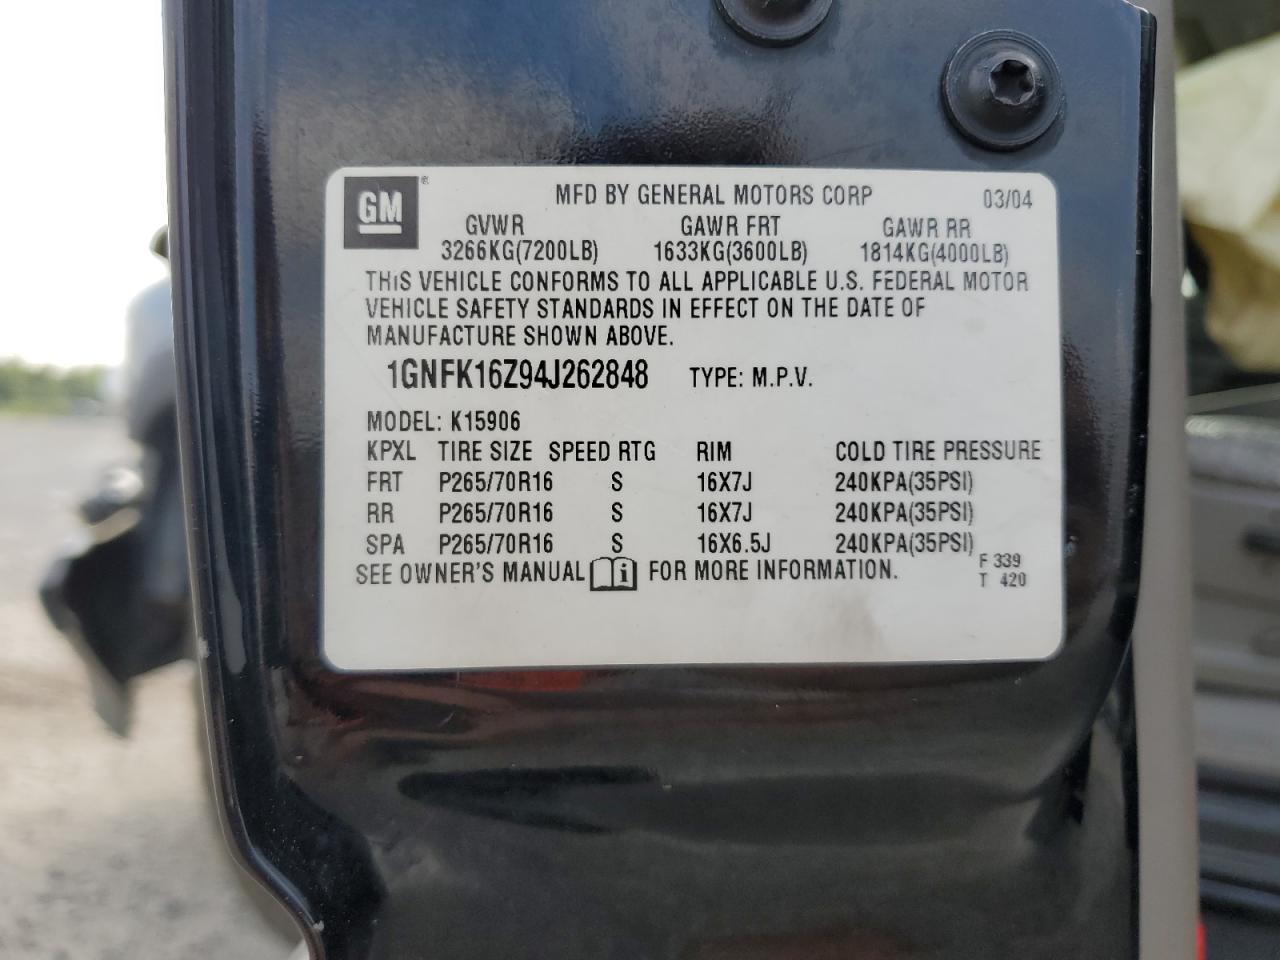 GM® MFD BY GENERAL MOTORS CORP 03/04
GVWR GAWR FRT GAWR RR
3266KG(7200LB) 1633KG(3600LB) 1814KG(4000LB)
THIS VEHICLE CONFORMS TO ALL APPLICABLE U.S. FEDERAL MOTOR
VEHICLE SAFETY STANDARDS IN EFFECT ON THE DATE OF
MANUFACTURE SHOWN ABOVE.
1GNFK16Z94J262848 TYPE: M.P.V.
MODEL: K15906
KPXL TIRE SIZE SPEED RTG RIM COLD TIRE PRESSURE
FRT P265/70R16 S 16X7J 240KPA(35PSI)
RR P265/70R16 S 16X7J 240KPA(35PSI)
SPA P265/70R16 S 16X6.5J 240KPA(35PSI)
SEE OWNER'S MANUAL i FOR MORE INFORMATION. F 339
T 420